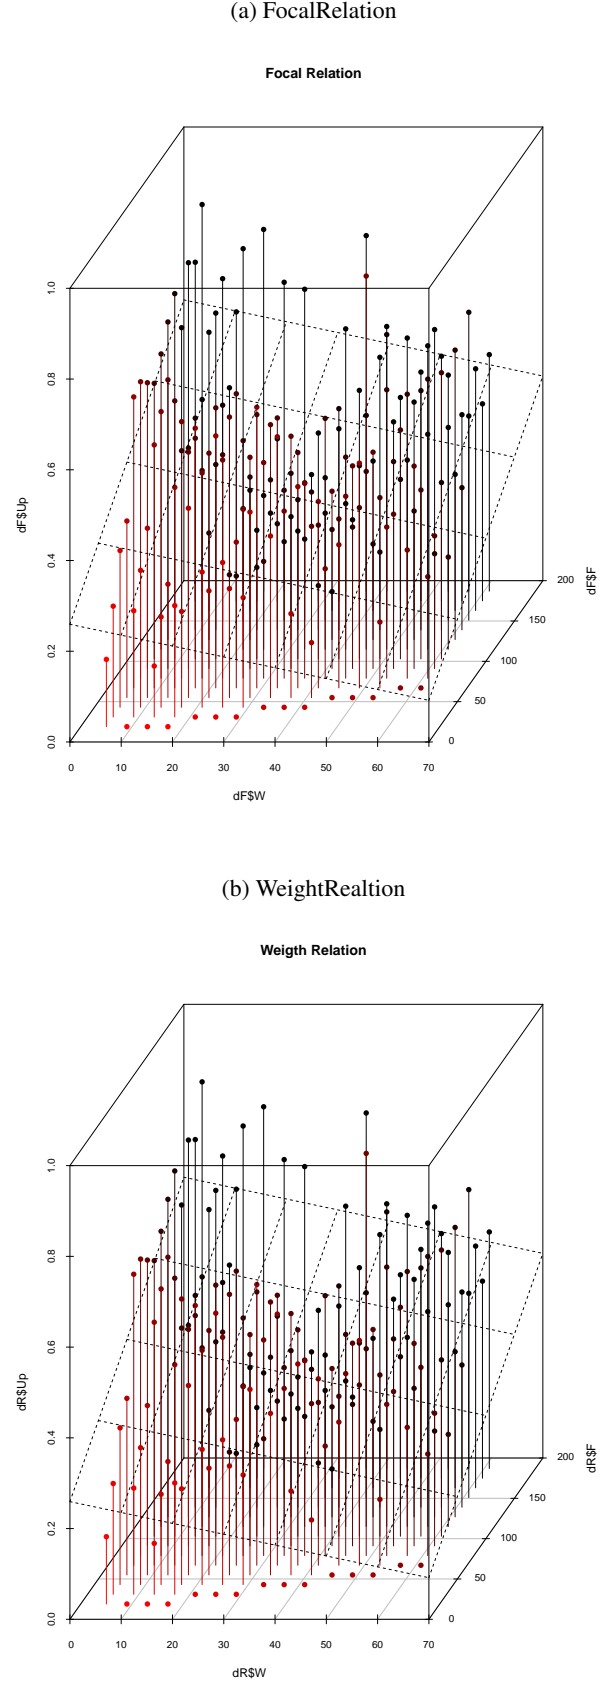 (a) FocalRelation
Focal Relation
1.0
0.8
0.6
0.4
0.2
0.0
dF$Up
200
150
100
50
0
dF$F
0 10 20 30 40 50 60 70
dF$W
(b) WeightRealtion
Weigth Relation
1.0
0.8
0.6
0.4
0.2
0.0
dR$Up
200
150
100
50
0
dR$F
0 10 20 30 40 50 60 70
dR$W